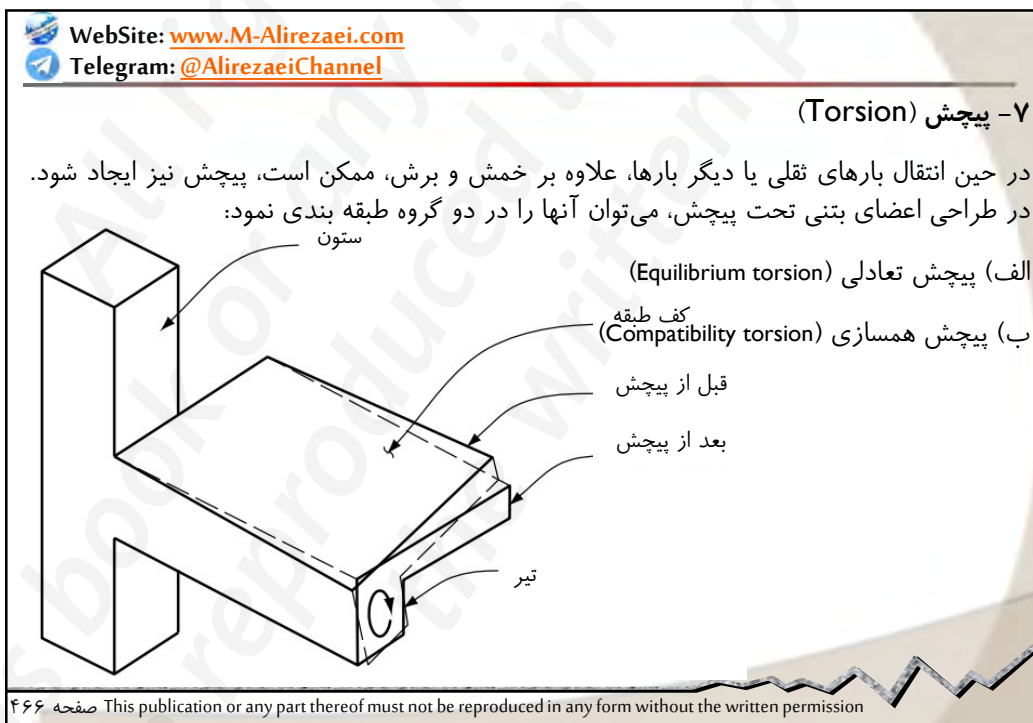 WebSite: www.M-Alirezaei.com
Telegram: @AlirezaeiChannel
۷- پیچش (Torsion)
در حین انتقال بارهای ثقلی یا دیگر بارها، علاوه بر خمش و برش، ممکن است، پیچش نیز ایجاد شود.
در طراحی اعضای بتنی تحت پیچش، می‌توان آنها را در دو گروه طبقه بندی نمود:
ستون
الف) پیچش تعادلی (Equilibrium torsion)
کف طبقه
ب) پیچش همسازی (Compatibility torsion)
قبل از پیچش
بعد از پیچش
تیر
صفحه ۴۶۶ This publication or any part thereof must not be reproduced in any form without the written permission